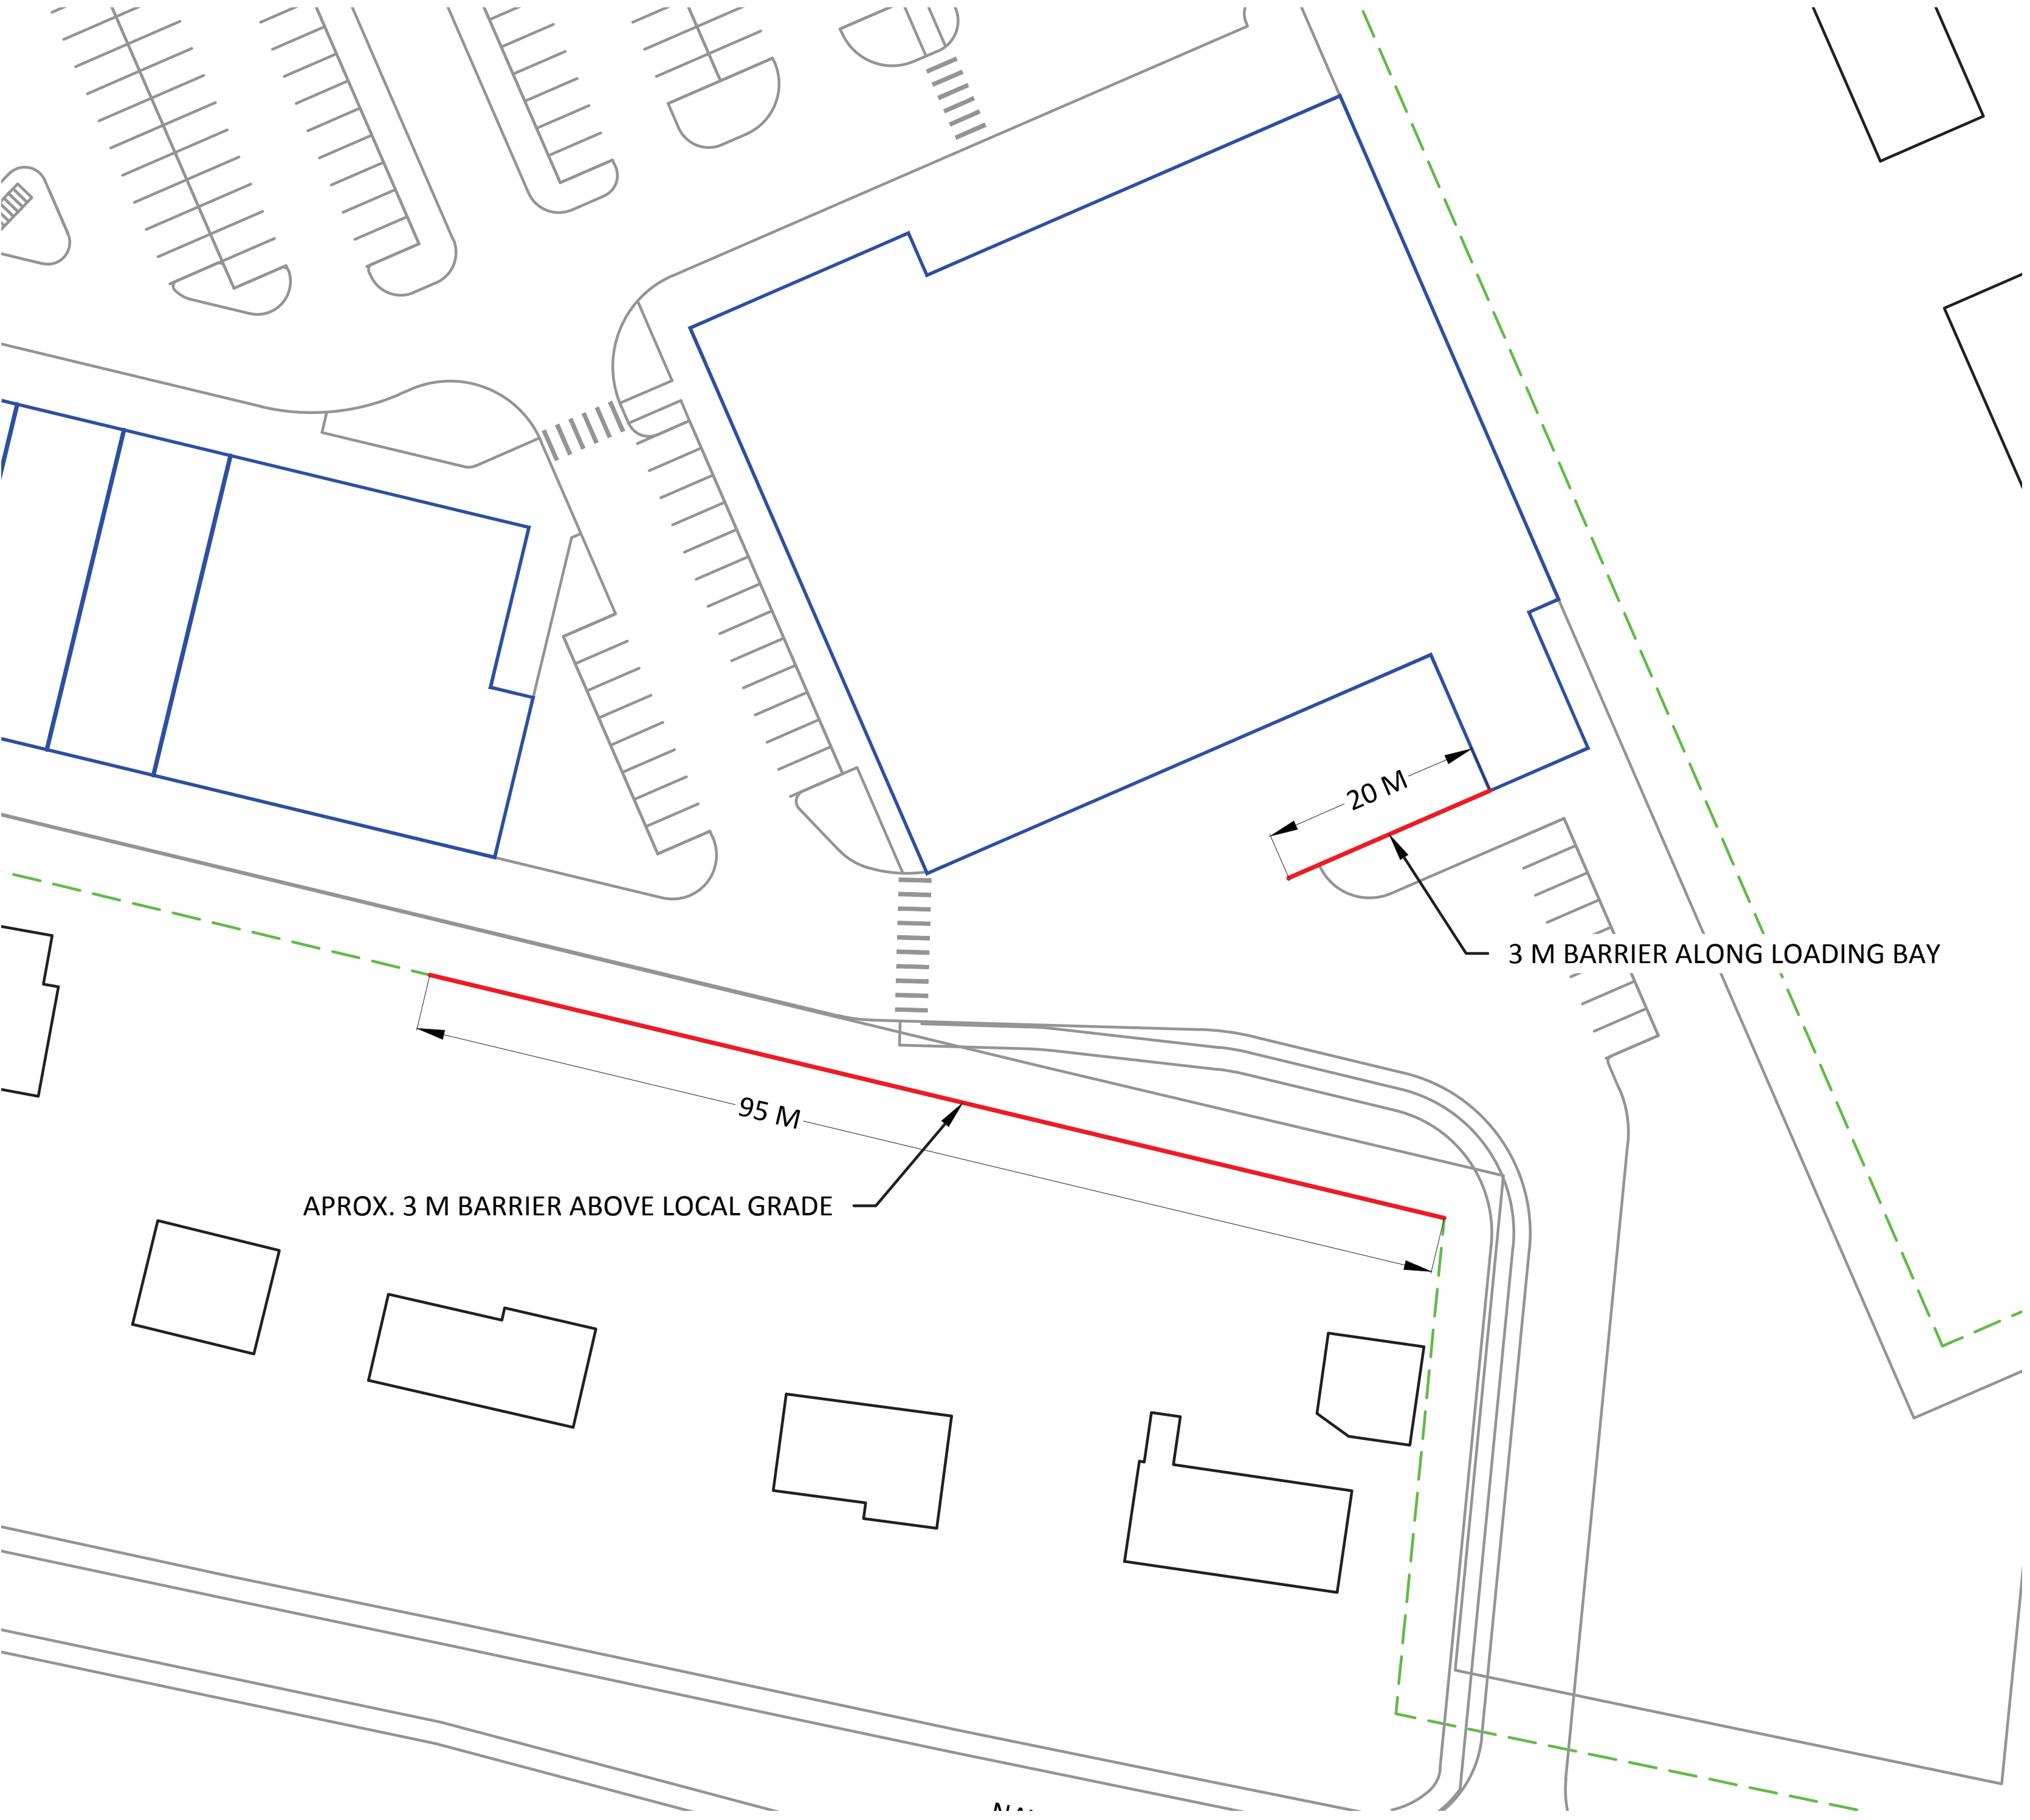 20 M
3 M BARRIER ALONG LOADING BAY
95 M
APROX. 3 M BARRIER ABOVE LOCAL GRADE